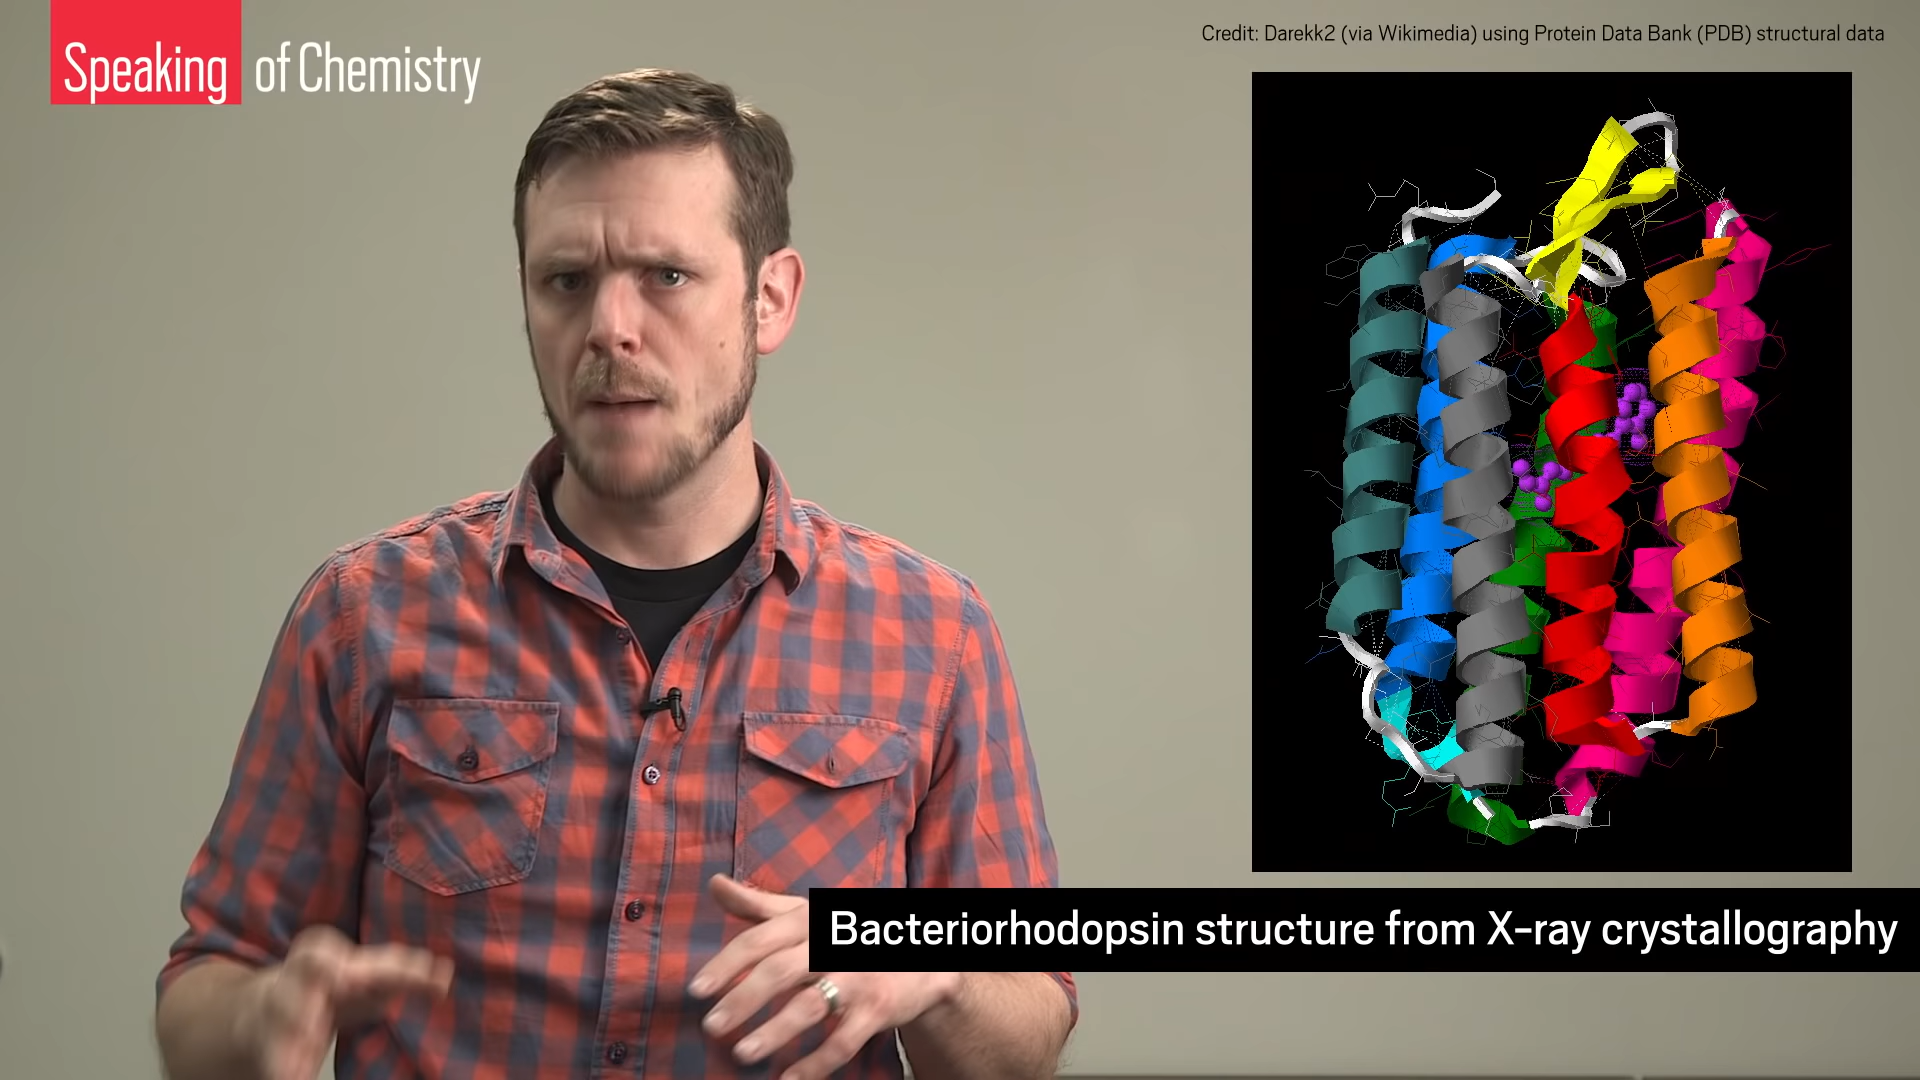 Speaking of Chemistry
Credit: Darekk2 (via Wikimedia) using Protein Data Bank (PDB) structural data
Bacteriorhodopsin structure from X-ray crystallography